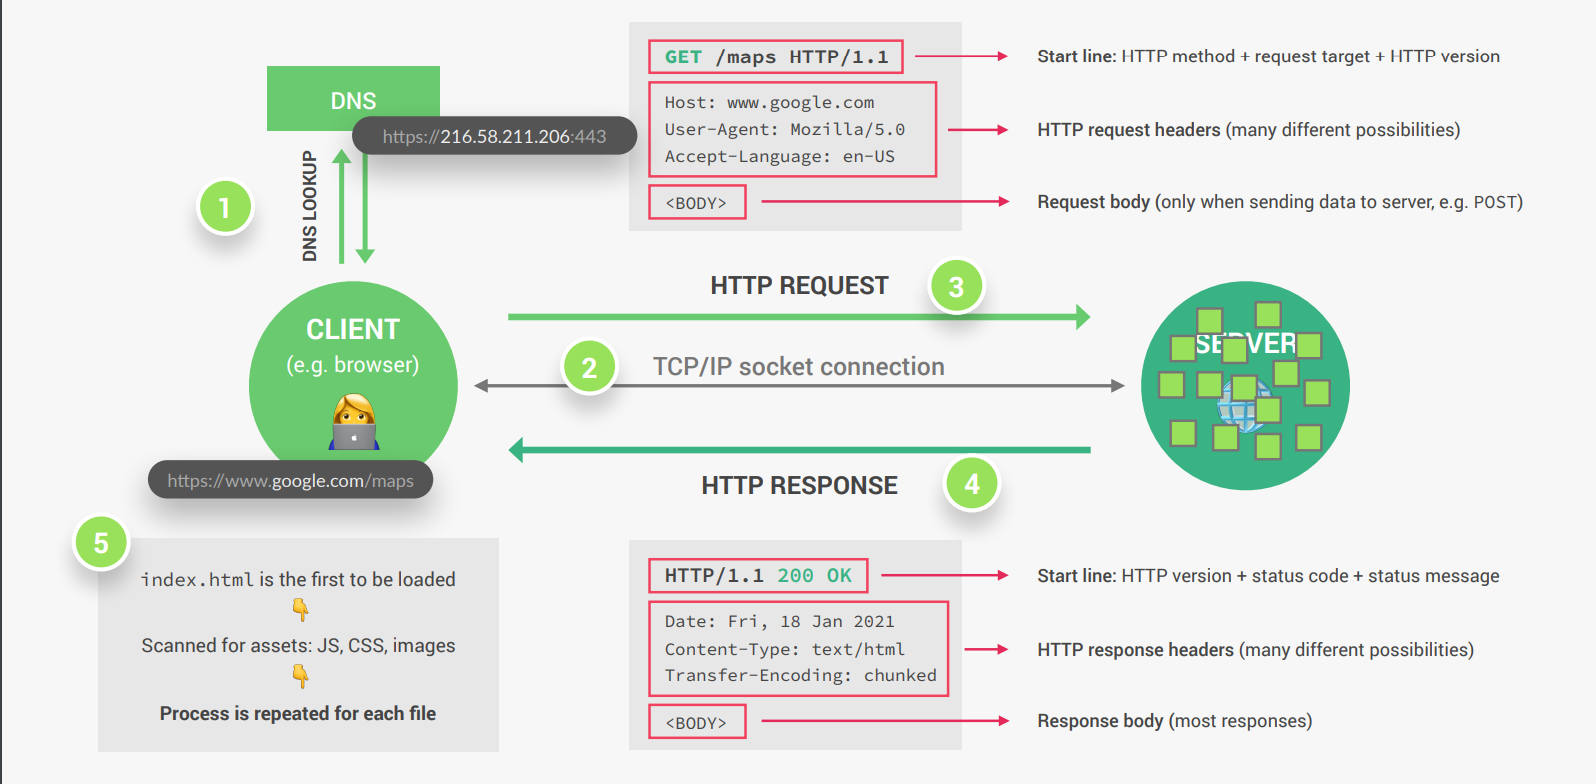 DNS
https://216.58.211.206:443
DNS LOOKUP
1
GET /maps HTTP/1.1
Start line: HTTP method + request target + HTTP version
Host: www.google.com
User-Agent: Mozilla/5.0
Accept-Language: en-US
HTTP request headers (many different possibilities)
<BODY>
Request body (only when sending data to server, e.g. POST)
HTTP REQUEST
3
CLIENT
(e.g. browser)
2
TCP/IP socket connection
SERVER
https://www.google.com/maps
HTTP RESPONSE
4
5
index.html is the first to be loaded
Scanned for assets: JS, CSS, images
Process is repeated for each file
HTTP/1.1 200 OK
Start line: HTTP version + status code + status message
Date: Fri, 18 Jan 2021
Content-Type: text/html
Transfer-Encoding: chunked
HTTP response headers (many different possibilities)
<BODY>
Response body (most responses)